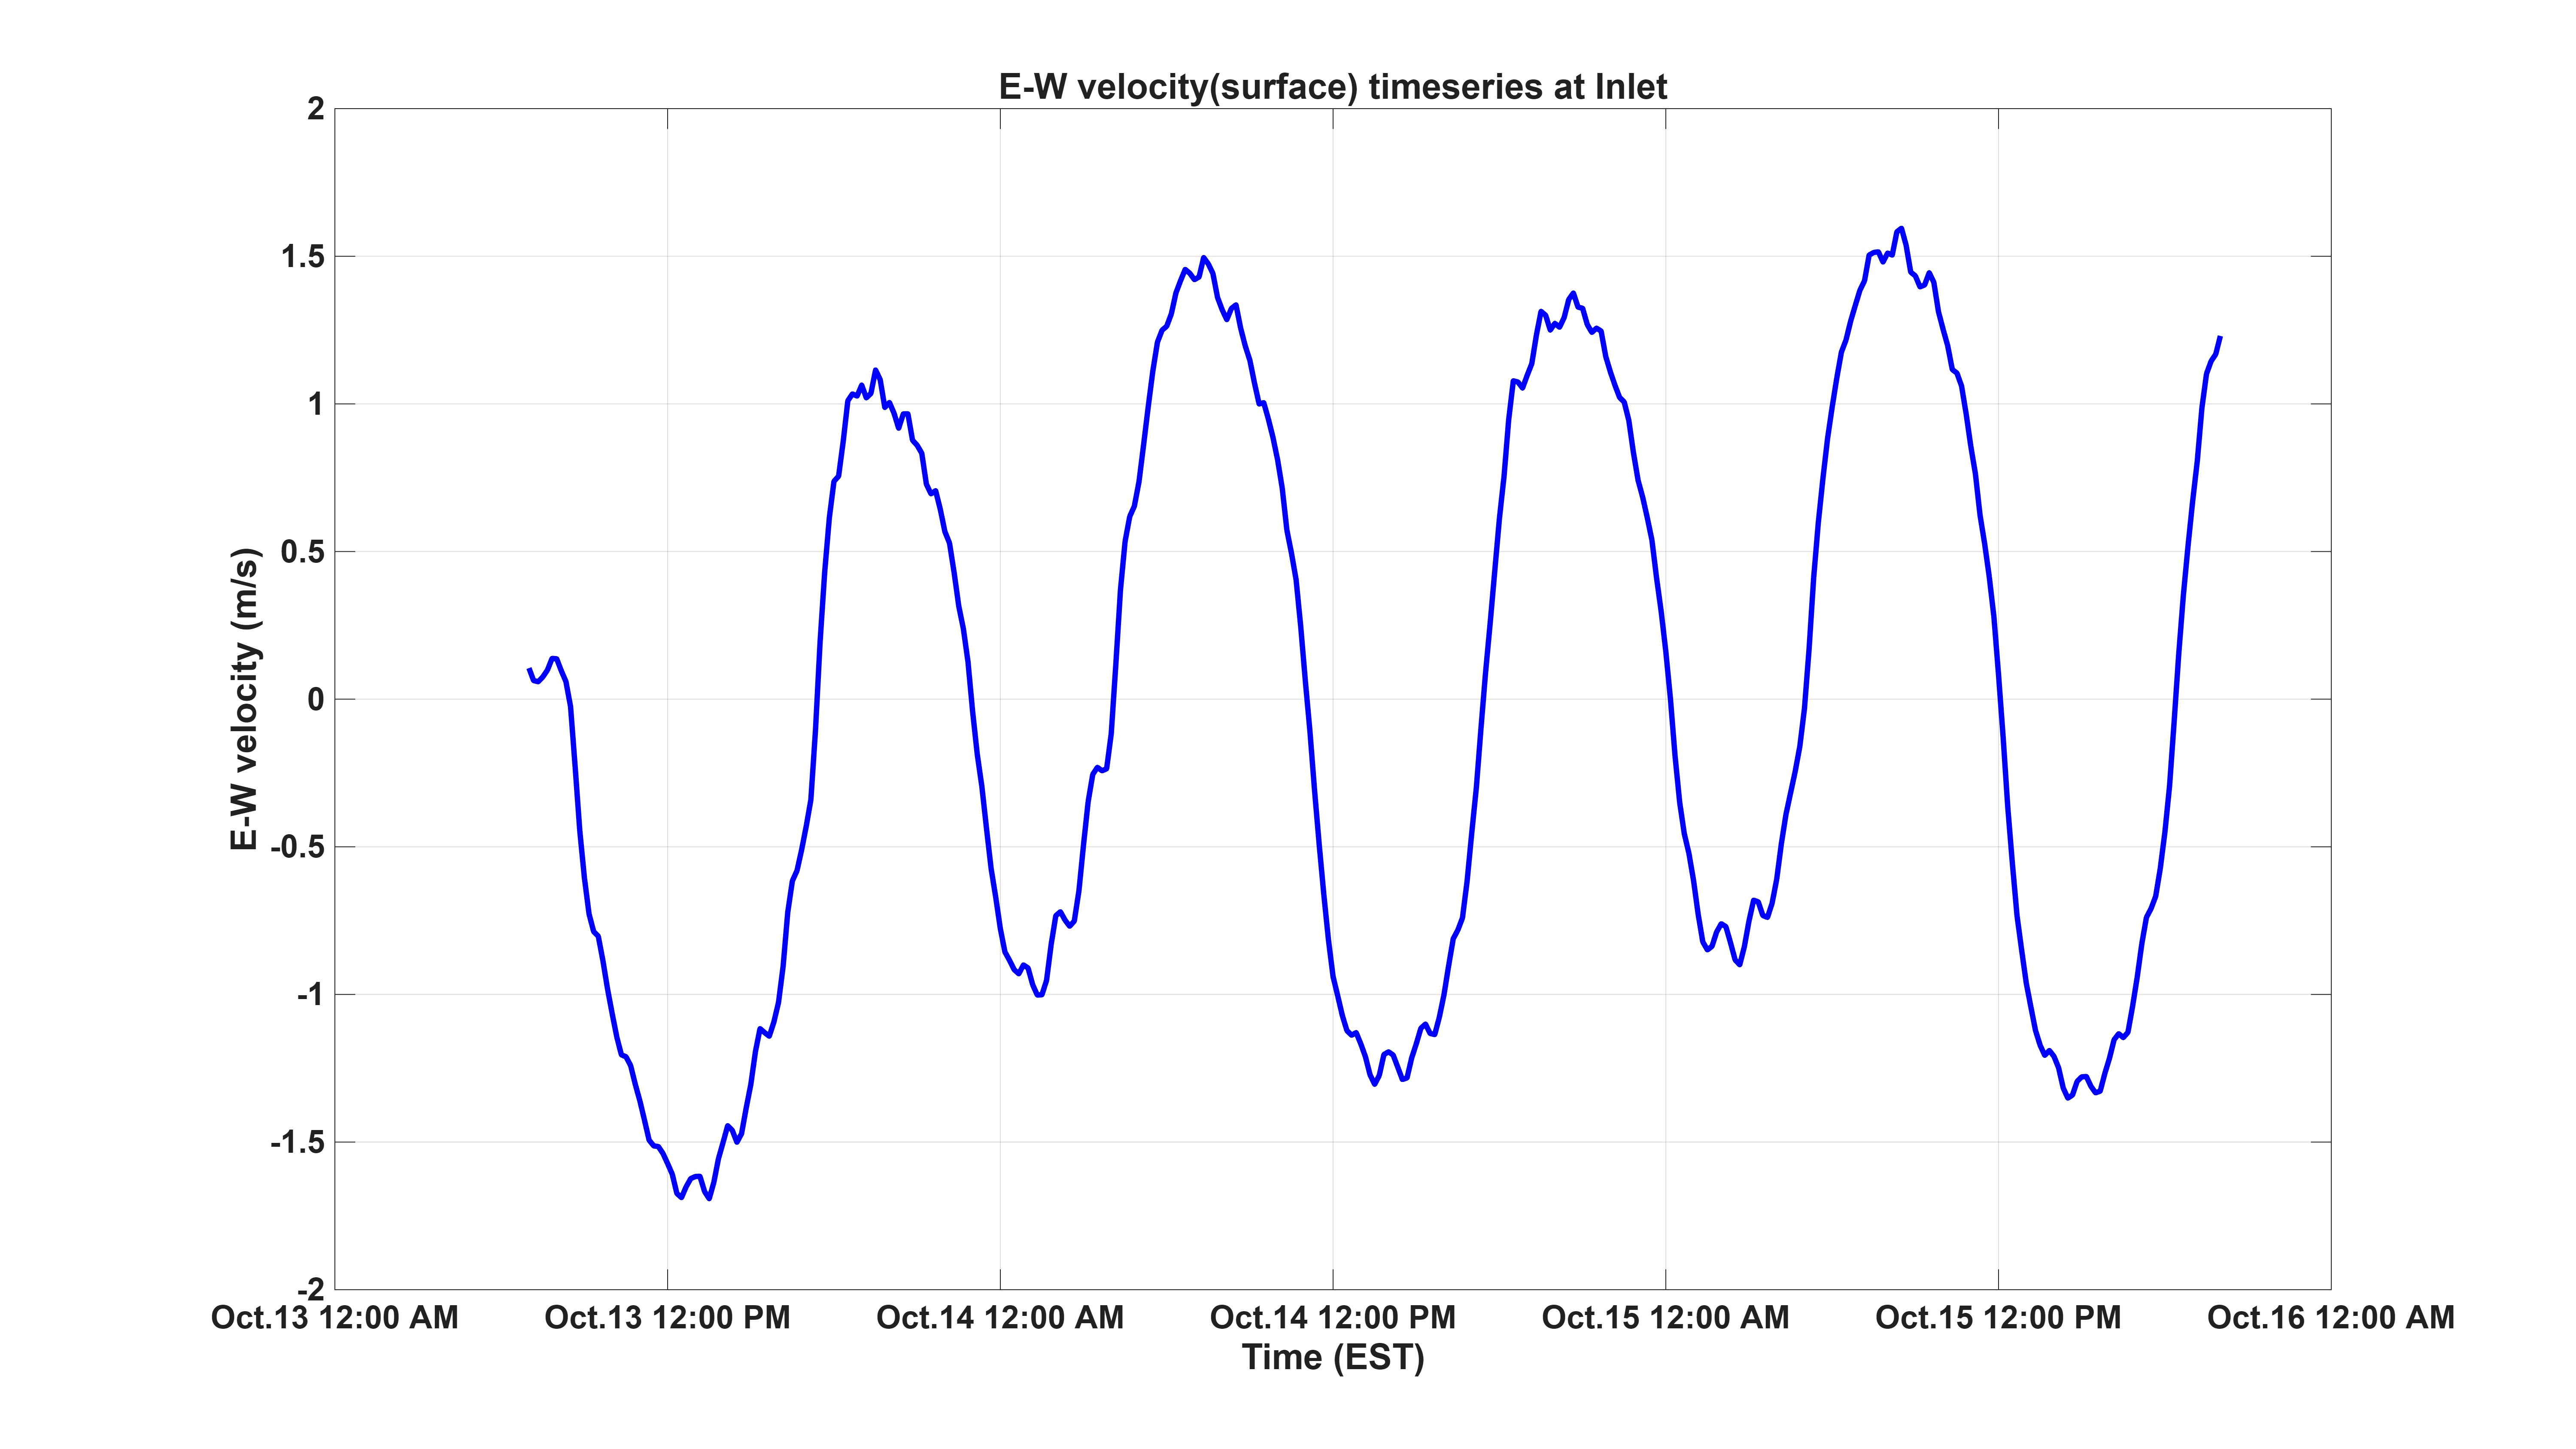 E-W velocity(surface) timeseries at Inlet
2
1.5
1
0.5
0
-0.5
-1
-1.5
-2
E-W velocity (m/s)
Oct.13 12:00 AM
Oct.13 12:00 PM
Oct.14 12:00 AM
Oct.14 12:00 PM
Oct.15 12:00 AM
Oct.15 12:00 PM
Oct.16 12:00 AM
Time (EST)